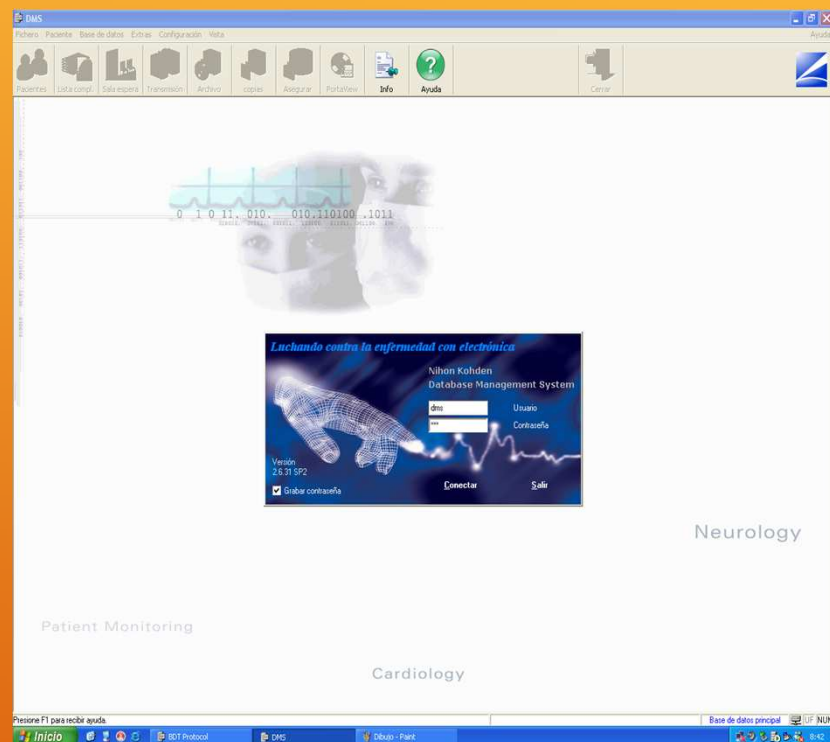 DMS
Fichero Paciente Base de datos Extras Configuración Vista Ayuda
Pacientes Lista compl. Sala espera Transmisión Archivo copias Asegurar PortaView Info Ayuda Cerrar
0 1 0 11. 010. 010.110100 .1011
Luchando contra la enfermedad con electrónica
Nihon Kohden
Database Management System
dms Usuario
*** Contraseña
Versión
2.6.31 SP2
Grabar contraseña
Conectar Salir
Neurology
Patient Monitoring
Cardiology
Presione F1 para recibir ayuda. Base de datos principal UF NUM
Inicio BDT Protocol DMS Dibujo - Paint 8:42